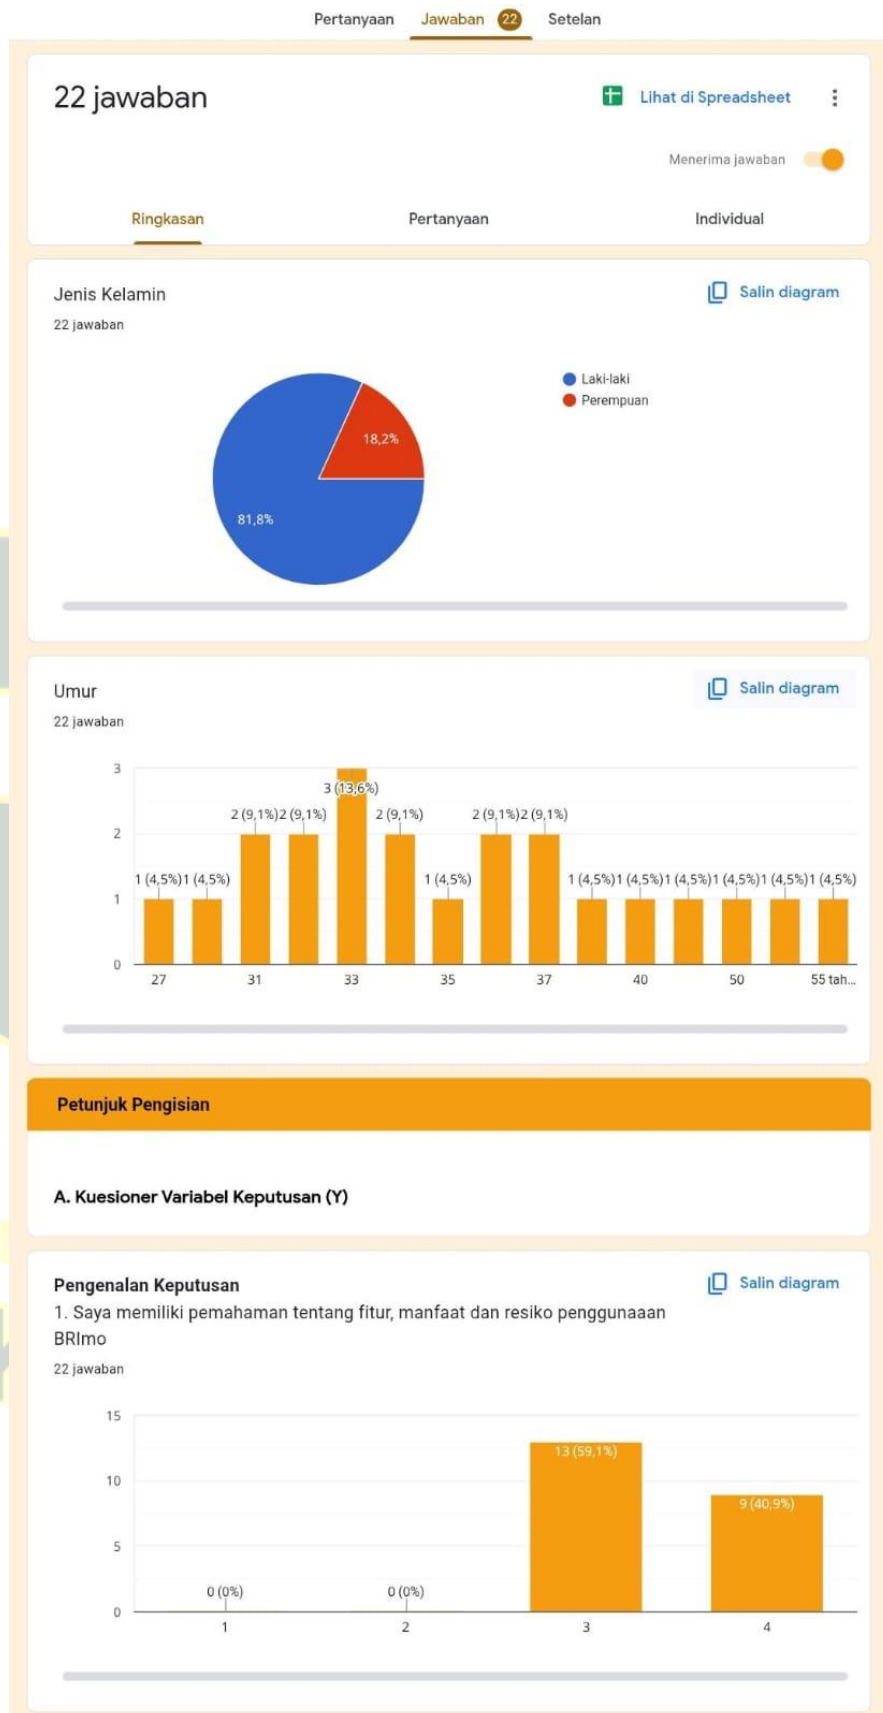 Pertanyaan Jawaban 22 Setelan
22 jawaban
Lihat di Spreadsheet
Menerima jawaban
Ringkasan Pertanyaan Individual
Jenis Kelamin
Salin diagram
22 jawaban
Laki-laki
Perempuan
18,2%
81,8%
Umur
Salin diagram
22 jawaban
3
3 (13,6%)
2 (9,1%) 2 (9,1%) 2 (9,1%) 2 (9,1%) 2 (9,1%)
2
1 (4,5%) 1 (4,5%) 1 (4,5%) 1 (4,5%) 1 (4,5%) 1 (4,5%) 1 (4,5%) 1 (4,5%) 1 (4,5%)
1
0
27 31 33 35 37 40 50 55 tah...
Petunjuk Pengisian
A. Kuesioner Variabel Keputusan (Y)
Pengenalan Keputusan
Salin diagram
1. Saya memiliki pemahaman tentang fitur, manfaat dan resiko penggunaaan
BRImo
22 jawaban
15
13 (59,1%)
10
9 (40,9%)
5
0 (0%) 0 (0%)
0
1 2 3 4